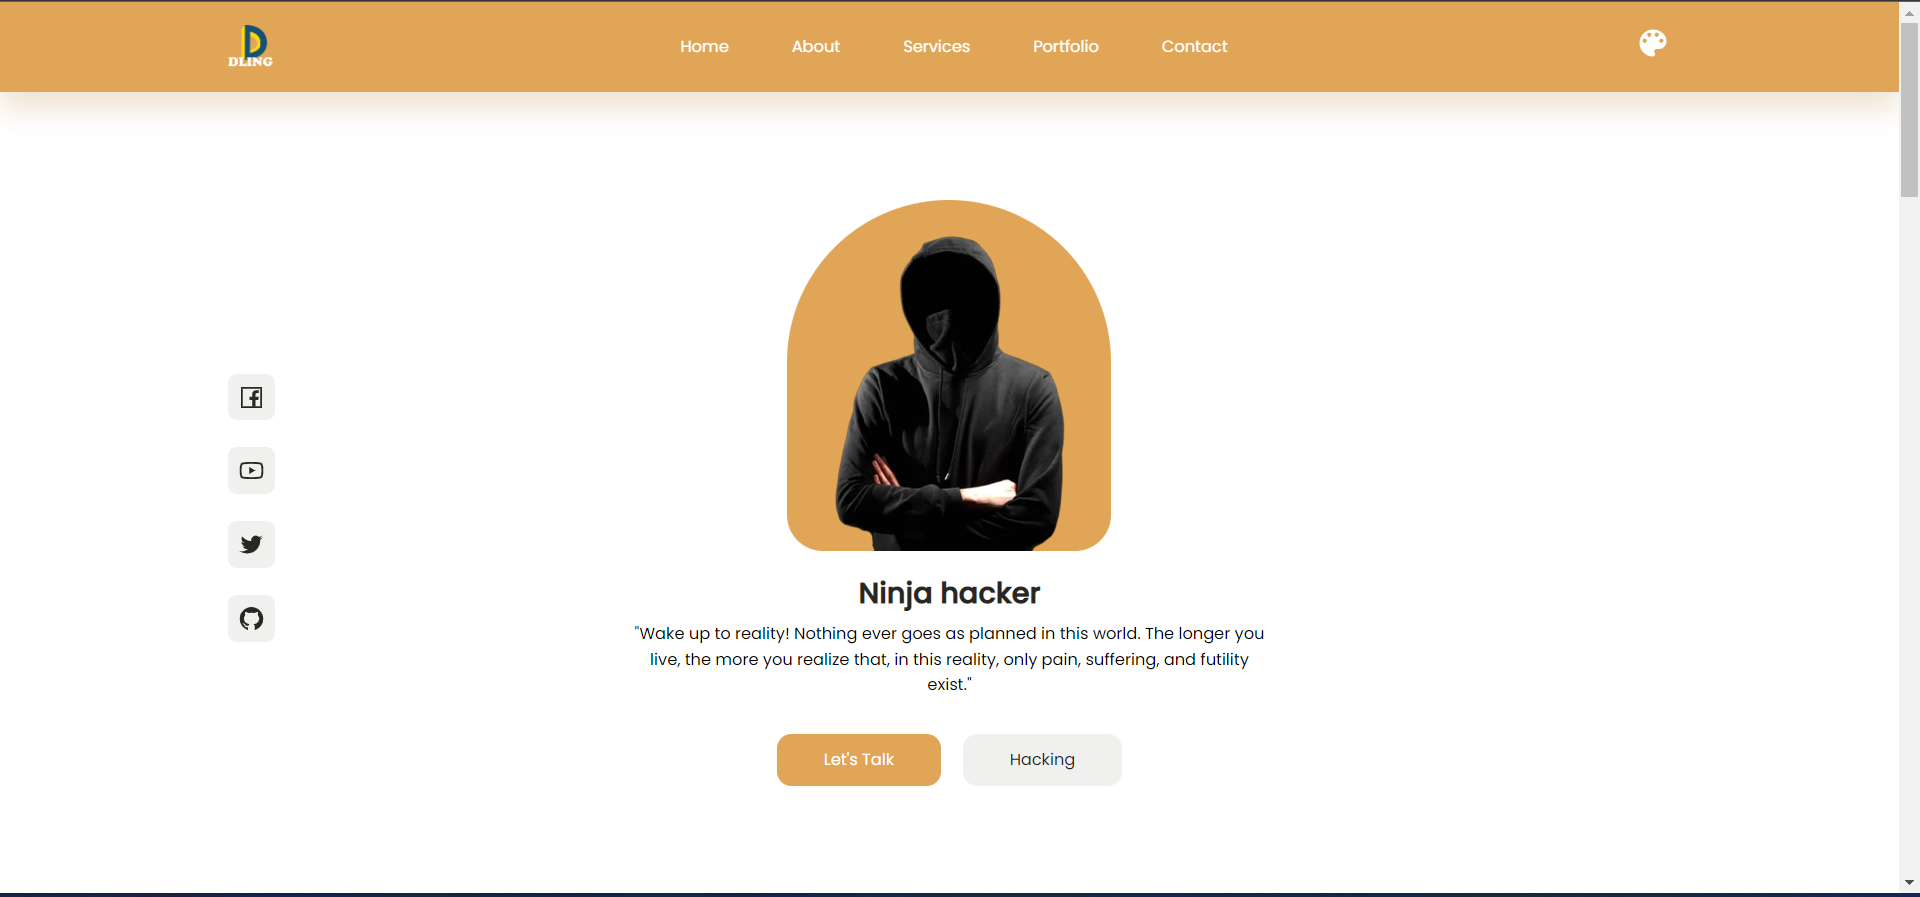 DLING
Home About Services Portfolio Contact
Ninja hacker
"Wake up to reality! Nothing ever goes as planned in this world. The longer you
live, the more you realize that, in this reality, only pain, suffering, and futility
exist."
Let's Talk Hacking